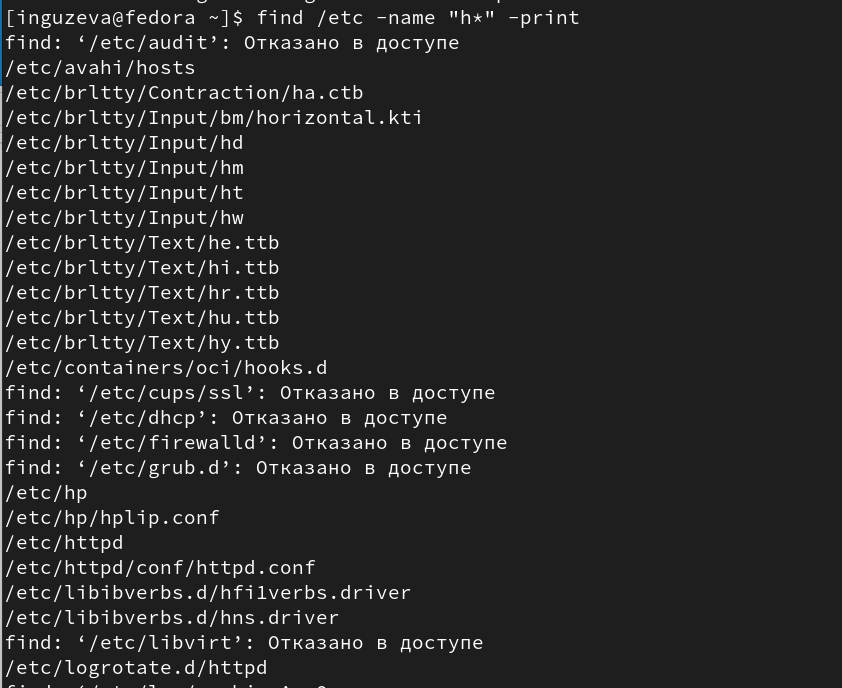 [inguzeva@fedora ~]$ find /etc -name "h*" -print
find: ‘/etc/audit’: Отказано в доступе
/etc/avahi/hosts
/etc/brltty/Contraction/ha.ctb
/etc/brltty/Input/bm/horizontal.kti
/etc/brltty/Input/hd
/etc/brltty/Input/hm
/etc/brltty/Input/ht
/etc/brltty/Input/hw
/etc/brltty/Text/he.ttb
/etc/brltty/Text/hi.ttb
/etc/brltty/Text/hr.ttb
/etc/brltty/Text/hu.ttb
/etc/brltty/Text/hy.ttb
/etc/containers/oci/hooks.d
find: ‘/etc/cups/ssl’: Отказано в доступе
find: ‘/etc/dhcp’: Отказано в доступе
find: ‘/etc/firewalld’: Отказано в доступе
find: ‘/etc/grub.d’: Отказано в доступе
/etc/hp
/etc/hp/hplip.conf
/etc/httpd
/etc/httpd/conf/httpd.conf
/etc/libibverbs.d/hfi1verbs.driver
/etc/libibverbs.d/hns.driver
find: ‘/etc/libvirt’: Отказано в доступе
/etc/logrotate.d/httpd